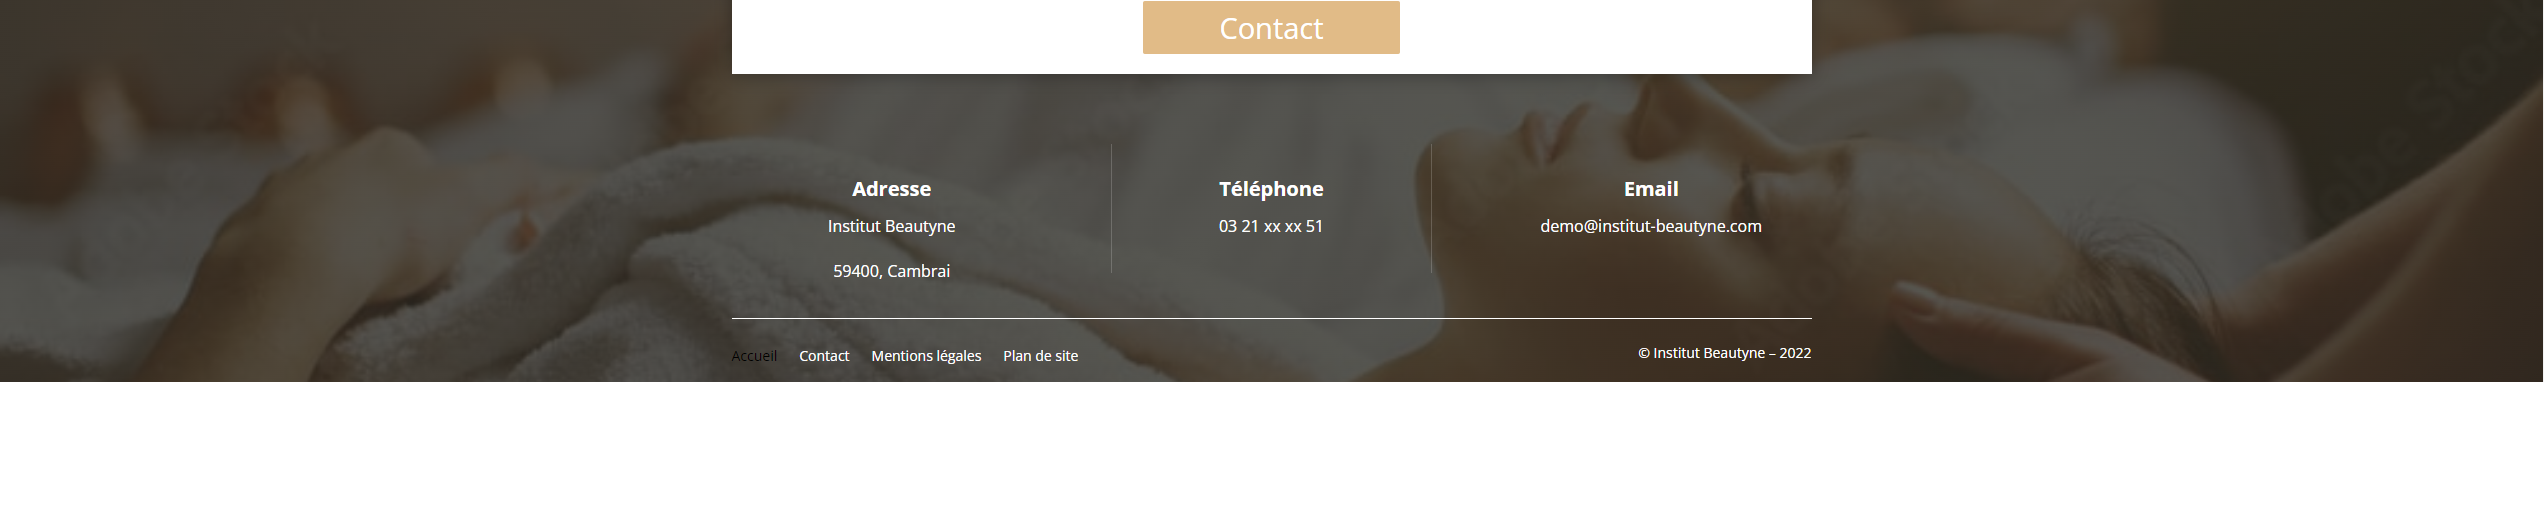 Contact
Adresse
Institut Beautyne
59400, Cambrai
Téléphone
03 21 xx xx 51
Email
demo@institut-beautyne.com
Accueil Contact Mentions légales Plan de site
© Institut Beautyne – 2022